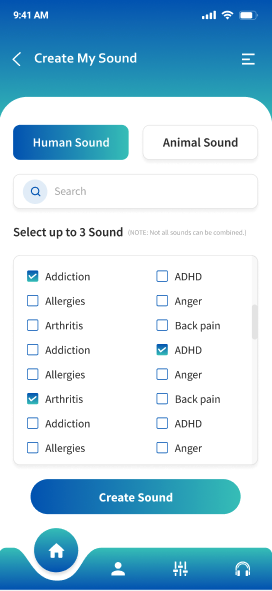 9:41 AM
Create My Sound
Human Sound Animal Sound
Search
Select up to 3 Sound (NOTE: Not all sounds can be combined.)
Addiction ADHD
Allergies Anger
Arthritis Back pain
Addiction ADHD
Allergies Anger
Arthritis Back pain
Addiction ADHD
Allergies Anger
Create Sound